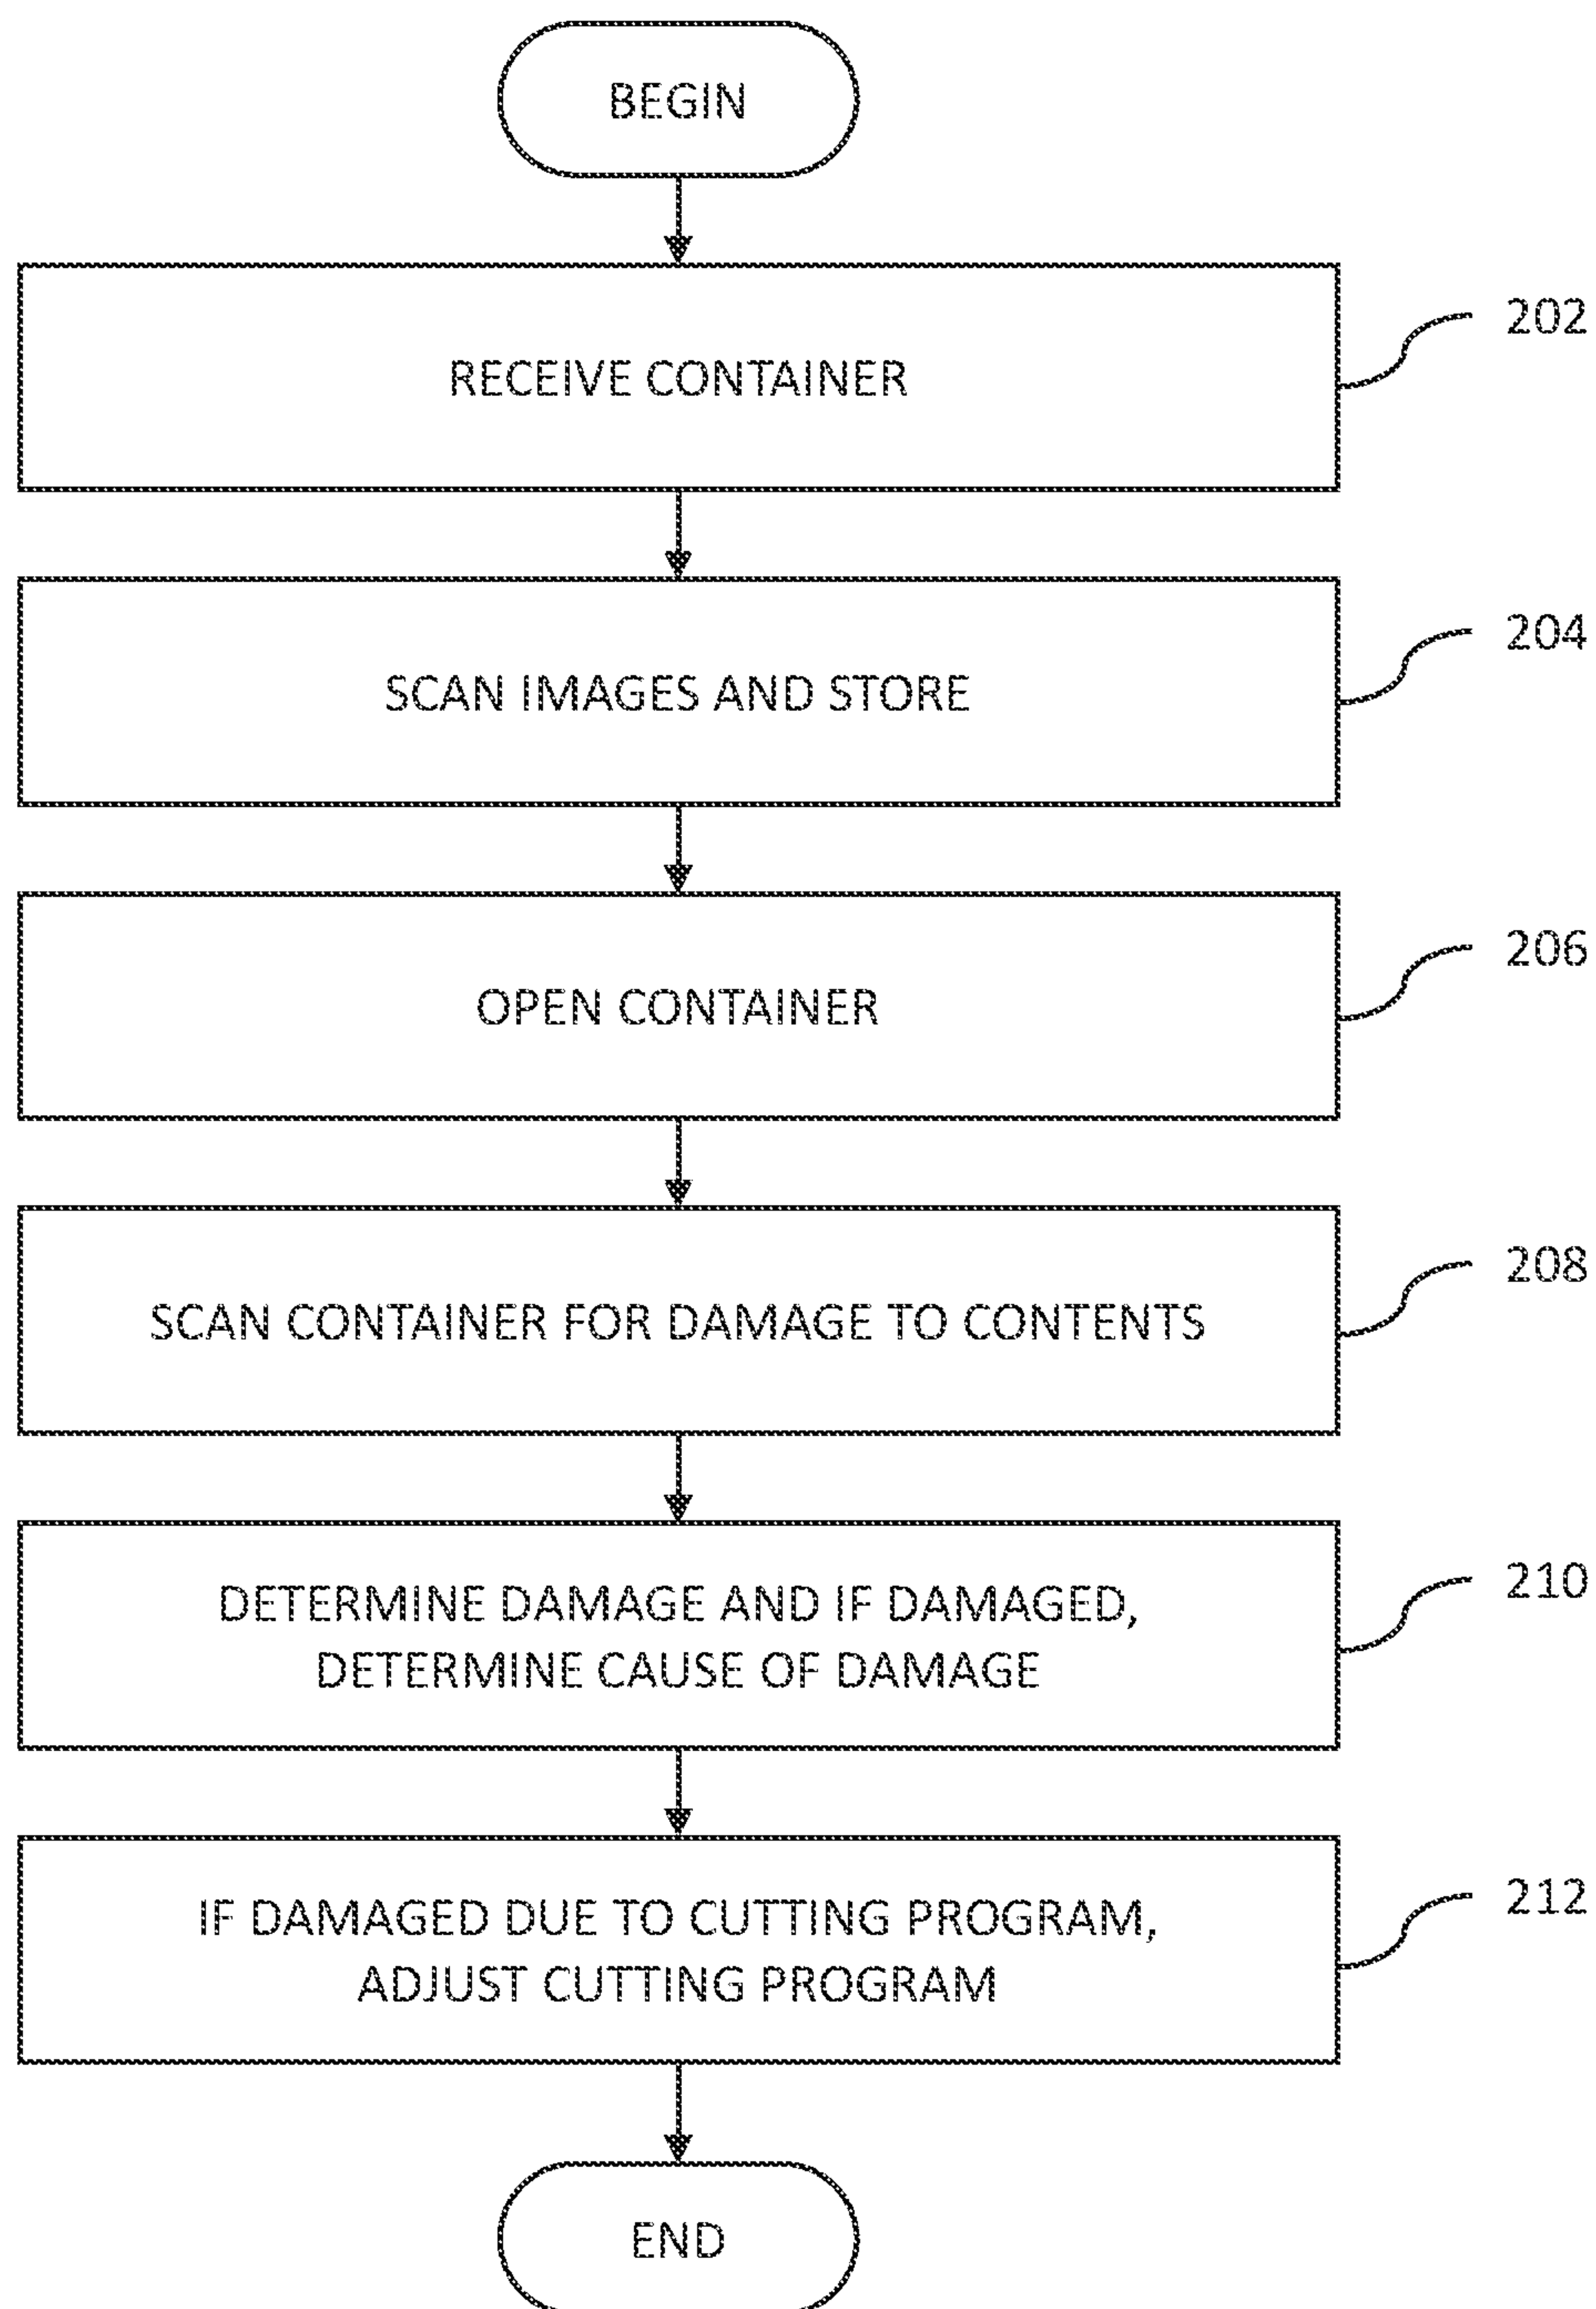 BEGIN
RECEIVE CONTAINER
202
SCAN IMAGES AND STORE
204
OPEN CONTAINER
206
SCAN CONTAINER FOR DAMAGE TO CONTENTS
208
DETERMINE DAMAGE AND IF DAMAGED,
DETERMINE CAUSE OF DAMAGE
210
IF DAMAGED DUE TO CUTTING PROGRAM,
ADJUST CUTTING PROGRAM
212
END